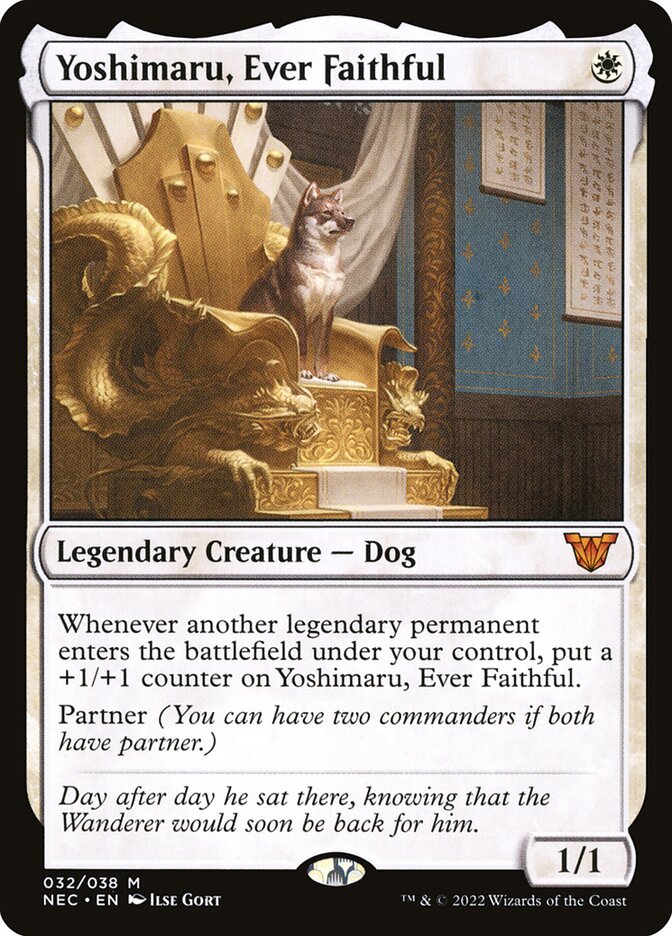 Yoshimaru, Ever Faithful
Legendary Creature — Dog
Whenever another legendary permanent
enters the battlefield under your control, put a
+1/+1 counter on Yoshimaru, Ever Faithful.
Partner (You can have two commanders if both
have partner.)
Day after day he sat there, knowing that the
Wanderer would soon be back for him.
1/1
032/038 M
NEC • EN Ilse Gort
™ & © 2022 Wizards of the Coast